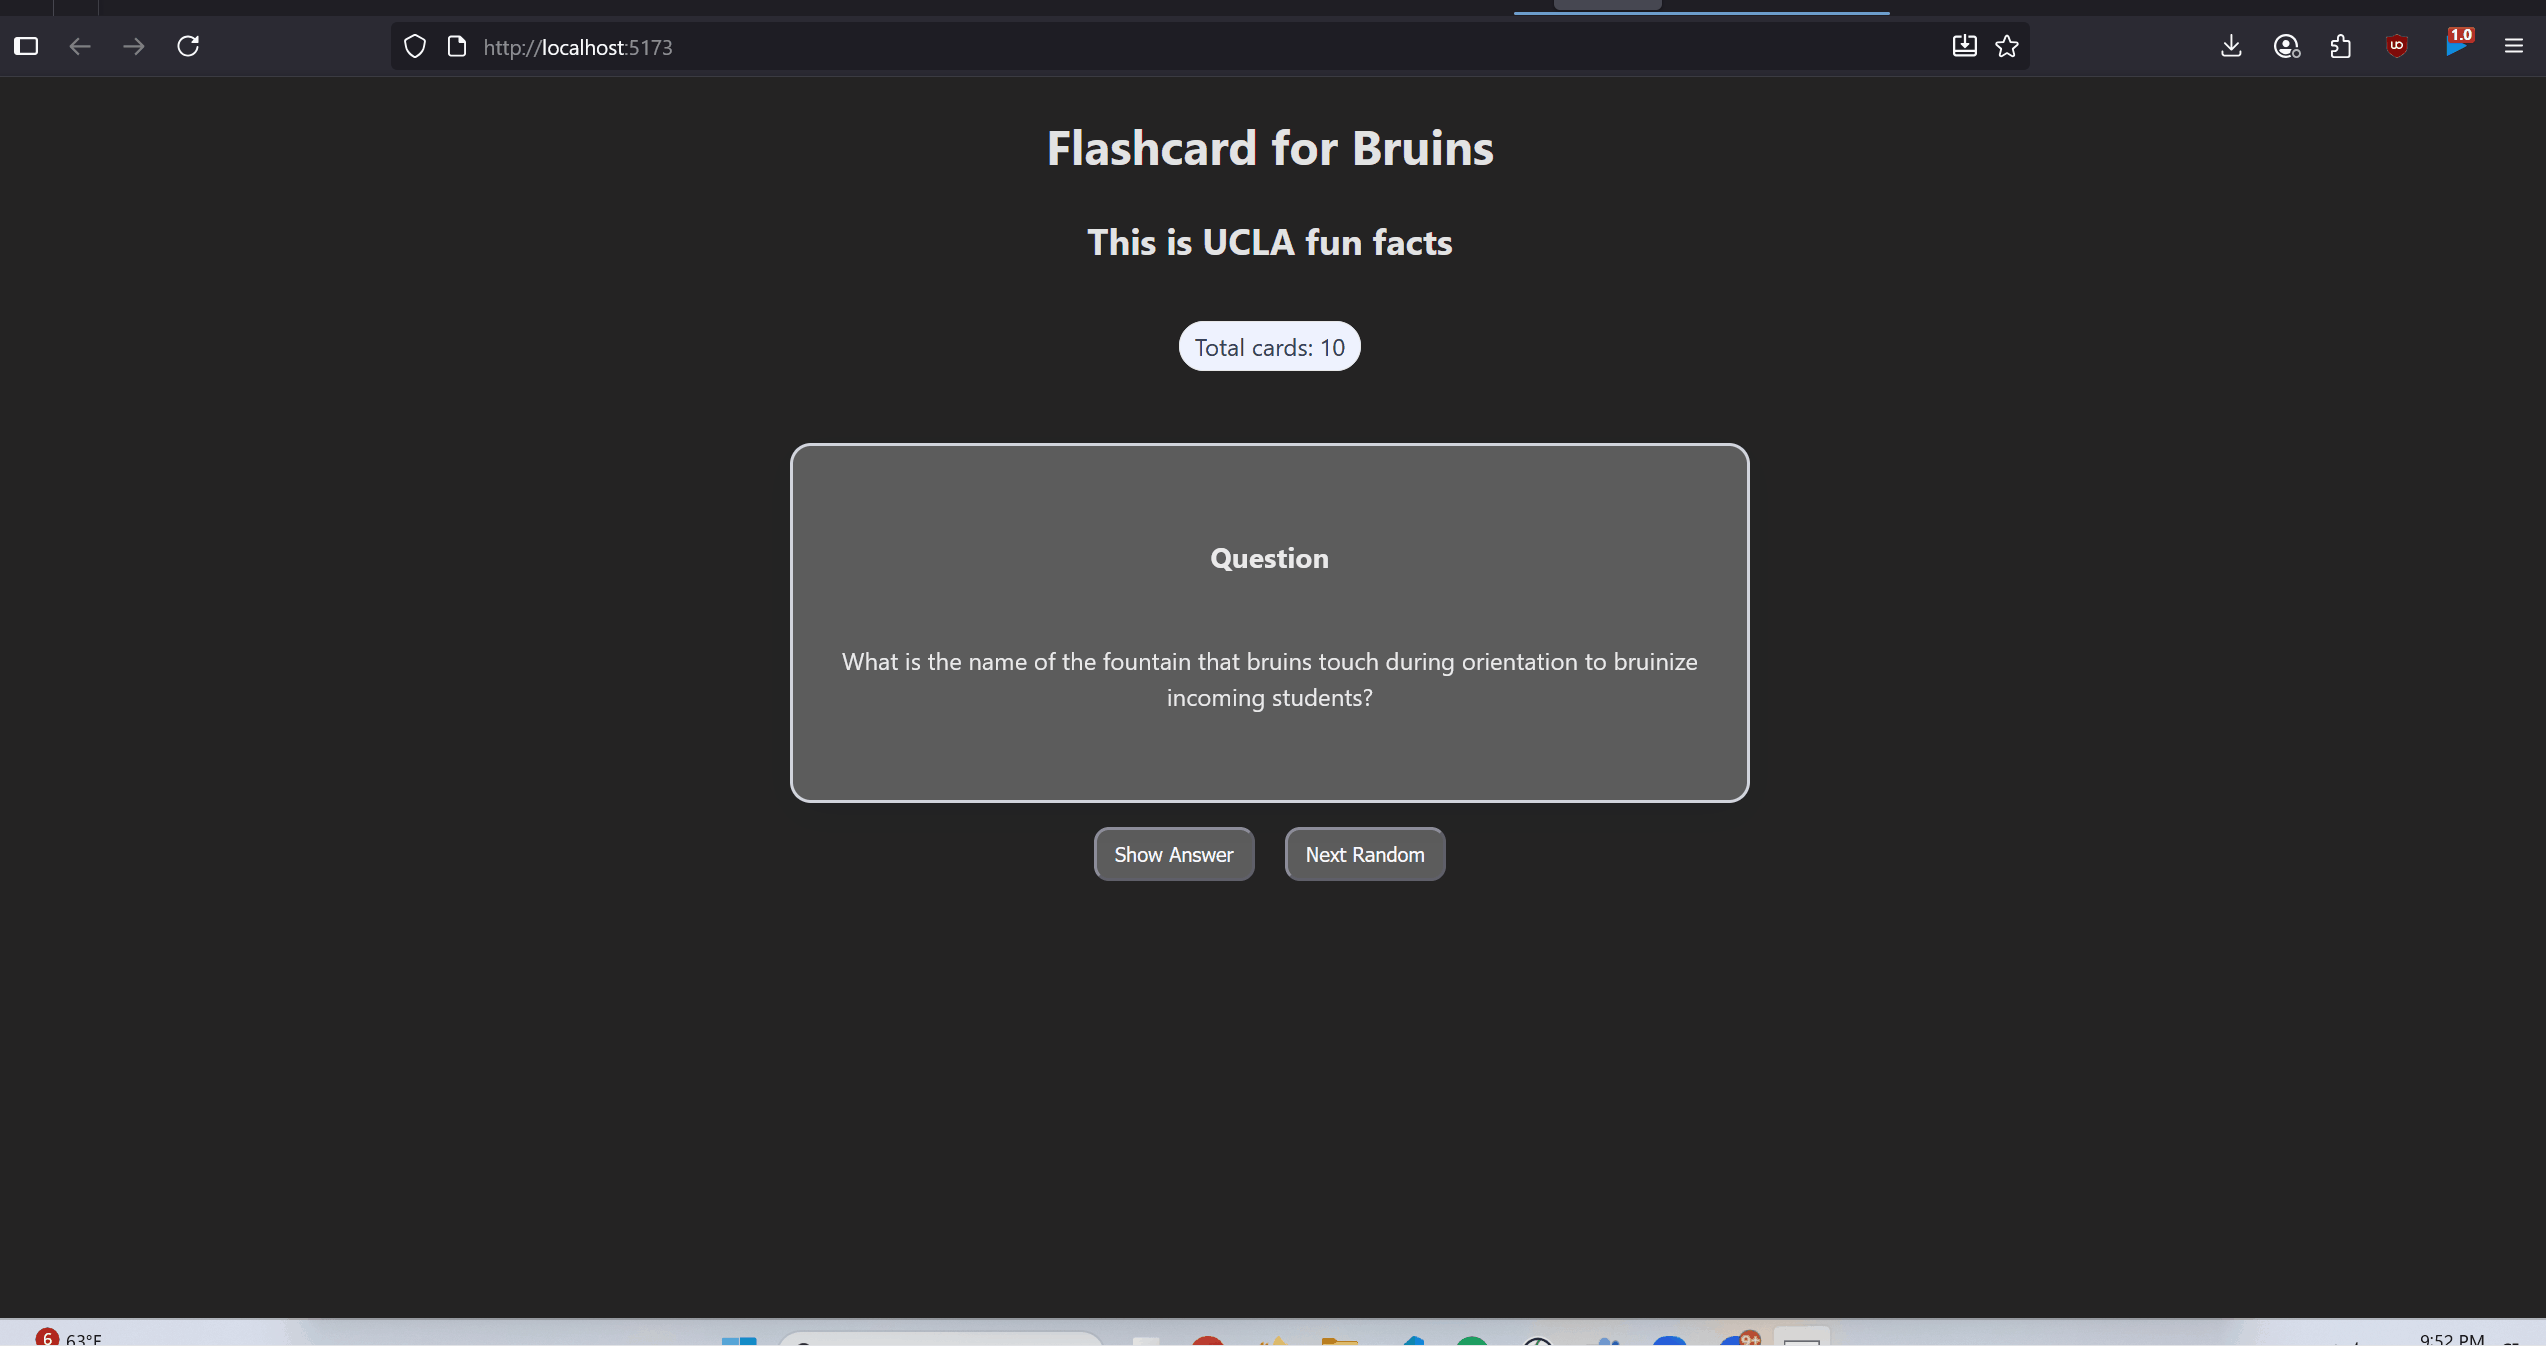 http://localhost:5173
1.0
Flashcard for Bruins
This is UCLA fun facts
Total cards: 10
Question
What is the name of the fountain that bruins touch during orientation to bruinize
incoming students?
Show Answer
Next Random
6
63°F
9+
9:52 PM